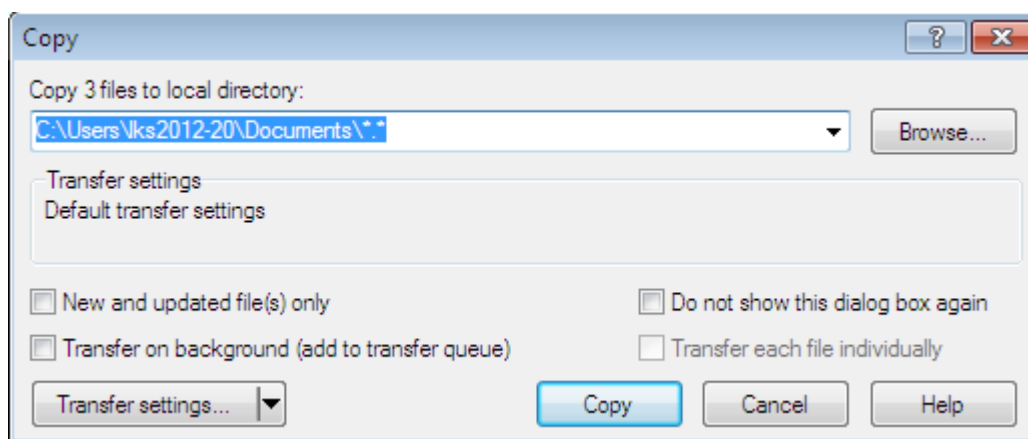 Copy
?
Copy 3 files to local directory:
C:\Users\lks2012-20\Documents\*.*
Browse...
Transfer settings
Default transfer settings
New and updated file(s) only
Do not show this dialog box again
Transfer on background (add to transfer queue)
Transfer each file individually
Transfer settings...
Copy
Cancel
Help